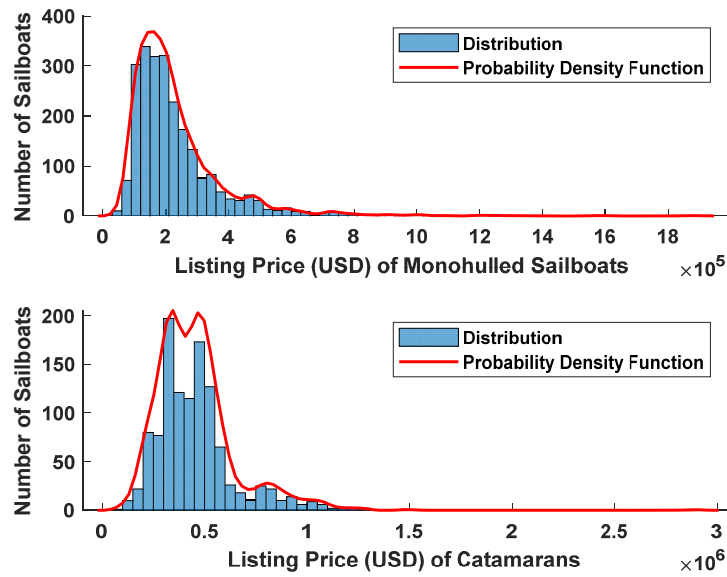 Number of Sailboats
400
300
200
100
0
Distribution
Probability Density Function
0 2 4 6 8 10 12 14 16 18
Listing Price (USD) of Monohulled Sailboats
×10^5
Number of Sailboats
200
150
100
50
0
Distribution
Probability Density Function
0 0.5 1 1.5 2 2.5 3
Listing Price (USD) of Catamarans
×10^6